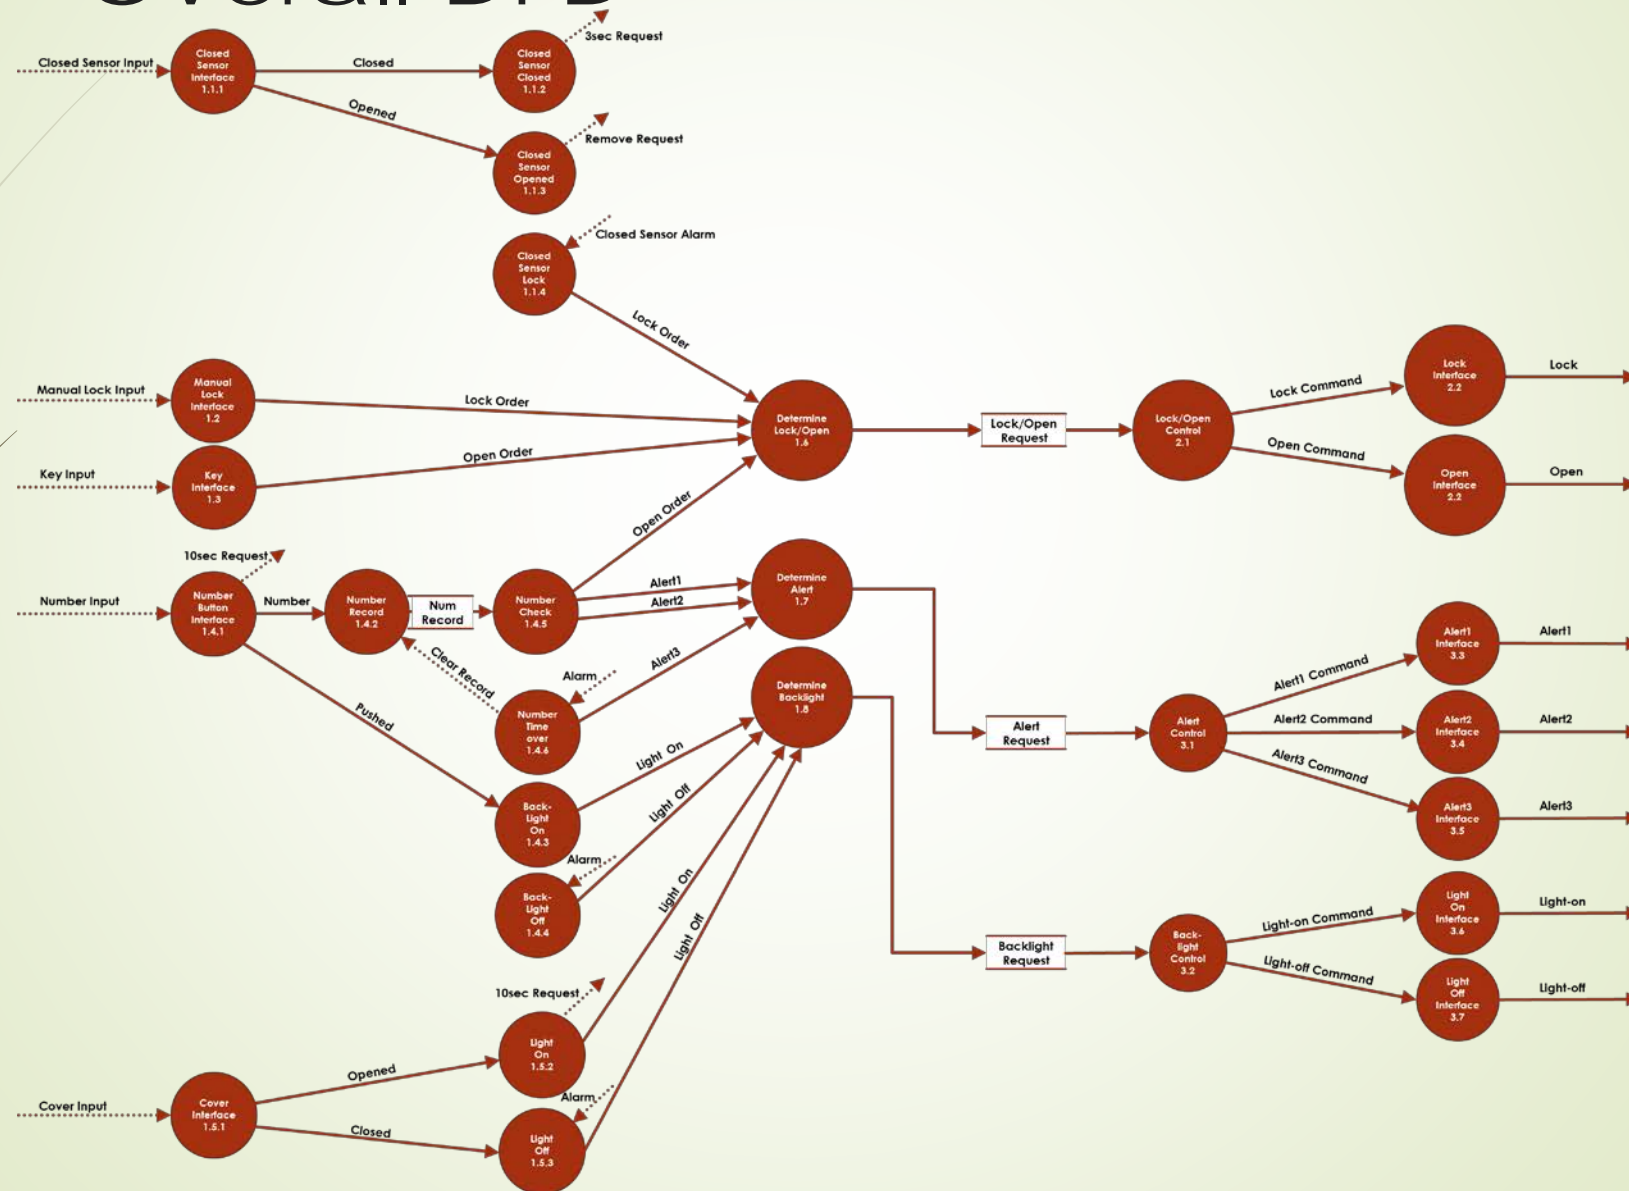 Overall DFD
3sec Request
Closed Sensor Input
Closed
Sensor
Interface
1.1.1
Closed
Closed
Sensor
Closed
1.1.2
Opened
Remove Request
Closed
Sensor
Opened
1.1.3
Closed Sensor Alarm
Closed
Sensor
Lock
1.1.4
Lock Order
Manual Lock Input
Manual
Lock
Interface
1.2
Lock Order
Key Input
Key
Interface
1.3
Open Order
Determine
Lock/Open
1.6
Lock/Open
Request
Lock/Open
Control
2.1
Lock Command
Lock
Interface
2.2
Lock
Open Command
Open
Interface
2.2
Open
Open Order
10sec Request
Number Input
Number
Button
Interface
1.4.1
Number
Number
Record
1.4.2
Num
Record
Number
Check
1.4.5
Alert1
Alert2
Determine
Alert
1.7
Clear Record
Alarm
Alert3
Number
Time
over
1.4.6
Pushed
Determine
Backlight
1.8
Light On
Back-
Light
On
1.4.3
Light Off
Alarm
Back-
Light
Off
1.4.4
Light On
Light Off
Alert
Request
Alert
Control
3.1
Alert1 Command
Alert1
Interface
3.3
Alert1
Alert2 Command
Alert2
Interface
3.4
Alert2
Alert3 Command
Alert3
Interface
3.5
Alert3
Backlight
Request
Back-
light
Control
3.2
Light-on Command
Light
On
Interface
3.6
Light-on
Light-off Command
Light
Off
Interface
3.7
Light-off
10sec Request
Light
On
1.5.2
Opened
Cover Input
Cover
Interface
1.5.1
Closed
Alarm
Light
Off
1.5.3